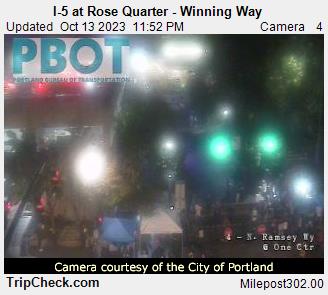 I-5 at Rose Quarter - Winning Way
Updated Oct 13 2023 11:52 PM Camera 4
PBOT
PORTLAND BUREAU OF TRANSPORTATION
4 - N. Ramsey Wy
@ One Ctr
Camera courtesy of the City of Portland
TripCheck.com Milepost302.00